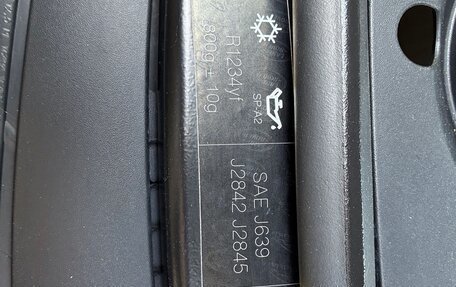 R1234yf
800g ± 10g
SP-A2
SAE J639
J2842 J2845